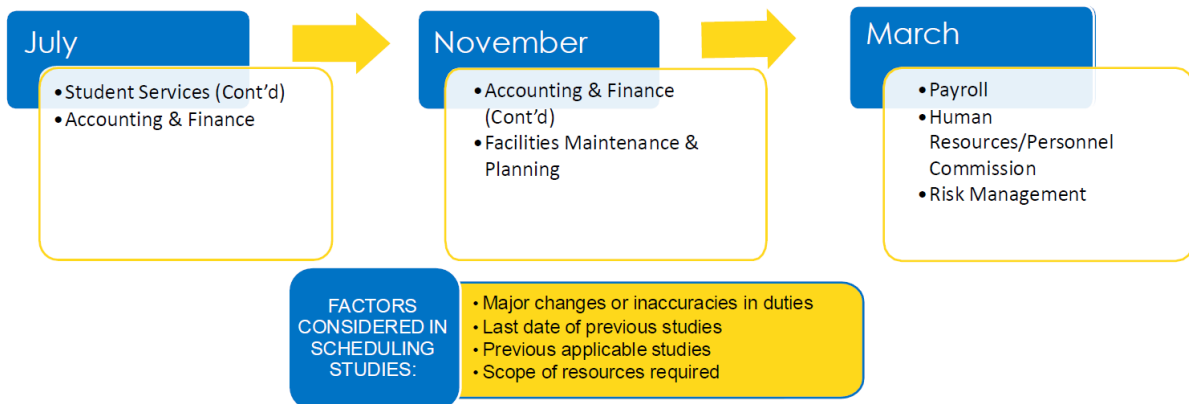 July
• Student Services (Cont’d)
• Accounting & Finance
November
• Accounting & Finance
(Cont’d)
• Facilities Maintenance &
Planning
March
• Payroll
• Human
Resources/Personnel
Commission
• Risk Management
FACTORS
CONSIDERED IN
SCHEDULING
STUDIES:
• Major changes or inaccuracies in duties
• Last date of previous studies
• Previous applicable studies
• Scope of resources required